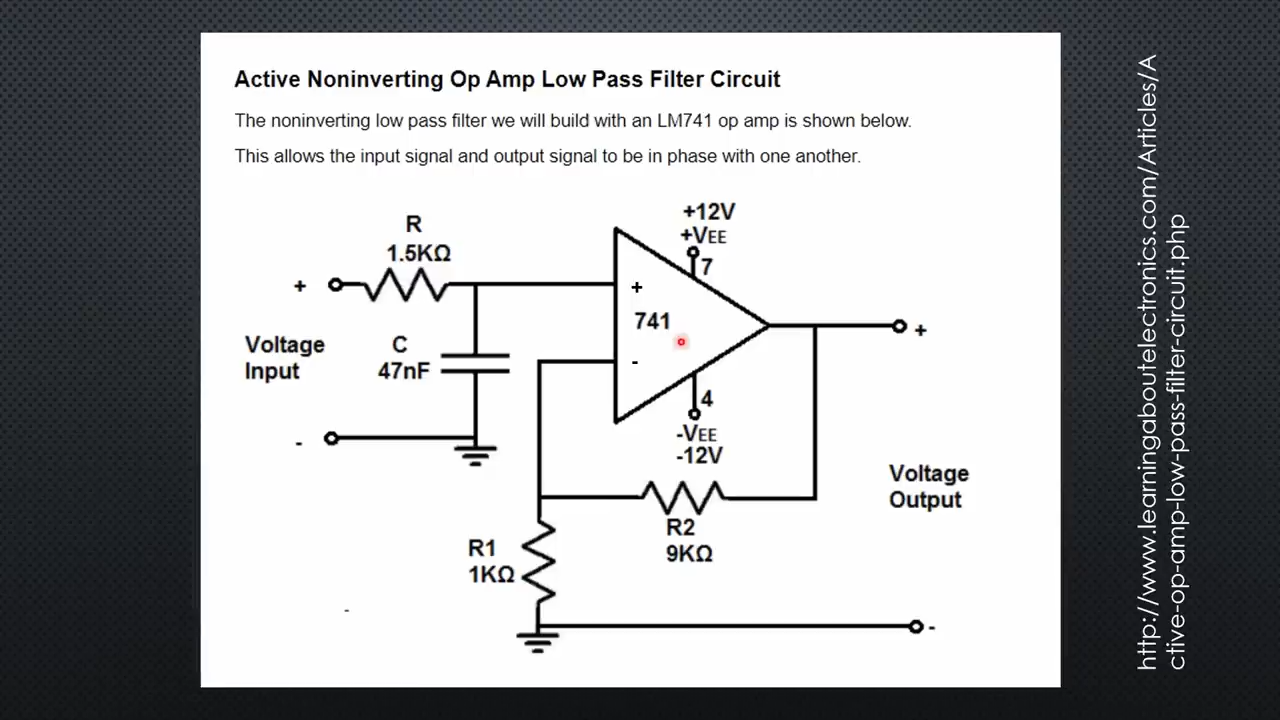 Active Noninverting Op Amp Low Pass Filter Circuit
The noninverting low pass filter we will build with an LM741 op amp is shown below.
This allows the input signal and output signal to be in phase with one another.
R
1.5KΩ
+12V
+VEE
7
+
+
741
-
Voltage
Input
C
47nF
-
4
-VEE
-12V
+
Voltage
Output
R2
9KΩ
R1
1KΩ
-
-
http://www.learningaboutelectronics.com/Articles/A
ctive-op-amp-low-pass-filter-circuit.php